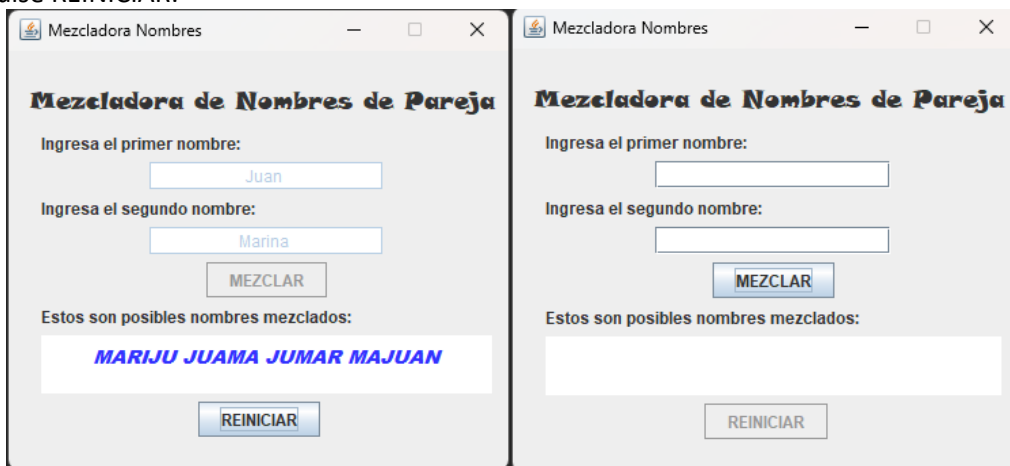 REINICIAR.
Mezcladora Nombres
Mezcladora de Nombres de Pareja
Ingresa el primer nombre:
Juan
Ingresa el segundo nombre:
Marina
MEZCLAR
Estos son posibles nombres mezclados:
MARIJU JUAMA JUMAR MAJUAN
REINICIAR
Mezcladora Nombres
Mezcladora de Nombres de Pareja
Ingresa el primer nombre:
Ingresa el segundo nombre:
MEZCLAR
Estos son posibles nombres mezclados:
REINICIAR